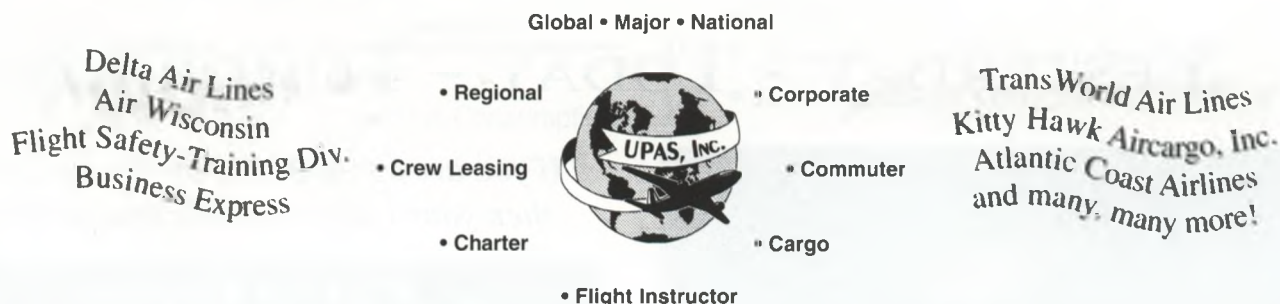 Global • Major • National
Delta Air Lines
Air Wisconsin
Flight Safety-Training Div.
Business Express
• Regional
• Crew Leasing
• Charter
UPAS, INC.
• Corporate
• Commuter
• Cargo
Trans World Air Lines
Kitty Hawk Aircargo, Inc.
Atlantic Coast Airlines
and many, many more!
• Flight Instructor